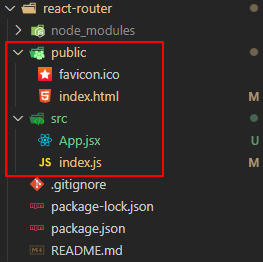 react-router
node_modules
public
favicon.ico
index.html M
src
App.jsx U
JS index.js M
.gitignore
package-lock.json
package.json
README.md